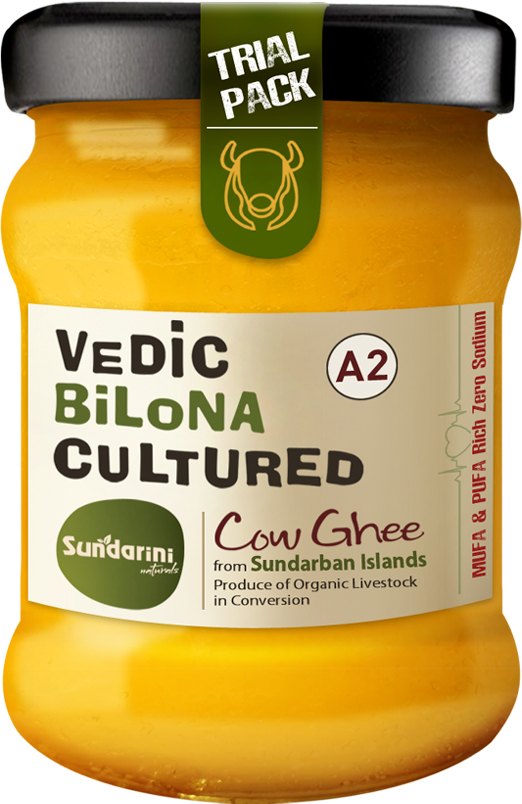 TRIAL
PACK
VEDiC
BiLoNA
CULTURED
A2
Sundarini
naturals
Cow Ghee
from Sundarban Islands
Produce of Organic Livestock
in Conversion
MUFA & PUFA Rich Zero Sodium